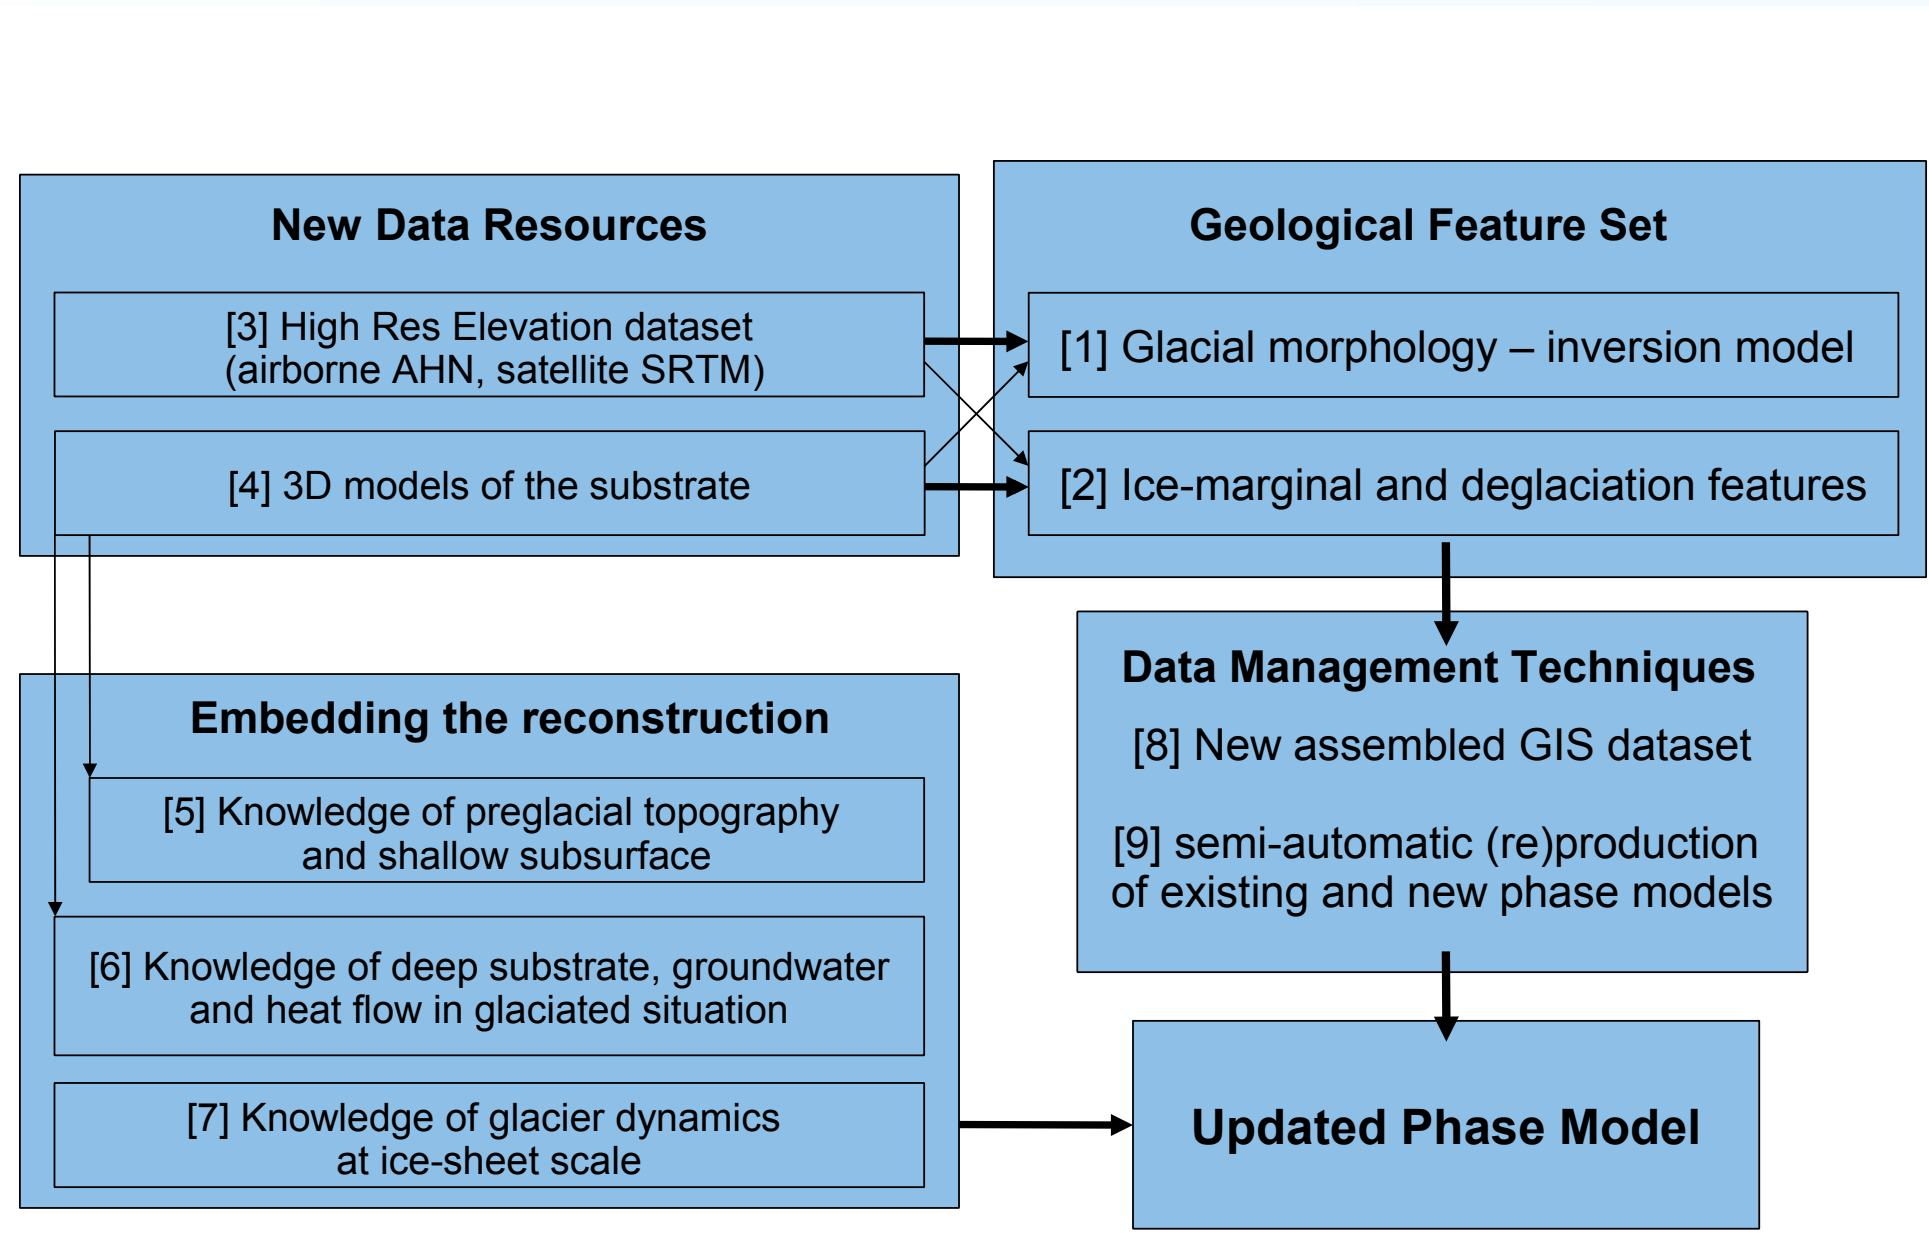 New Data Resources
[3] High Res Elevation dataset
(airborne AHN, satellite SRTM)
[4] 3D models of the substrate
Geological Feature Set
[1] Glacial morphology – inversion model
[2] Ice-marginal and deglaciation features
Embedding the reconstruction
[5] Knowledge of preglacial topography
and shallow subsurface
[6] Knowledge of deep substrate, groundwater
and heat flow in glaciated situation
[7] Knowledge of glacier dynamics
at ice-sheet scale
Data Management Techniques
[8] New assembled GIS dataset
[9] semi-automatic (re)production
of existing and new phase models
Updated Phase Model